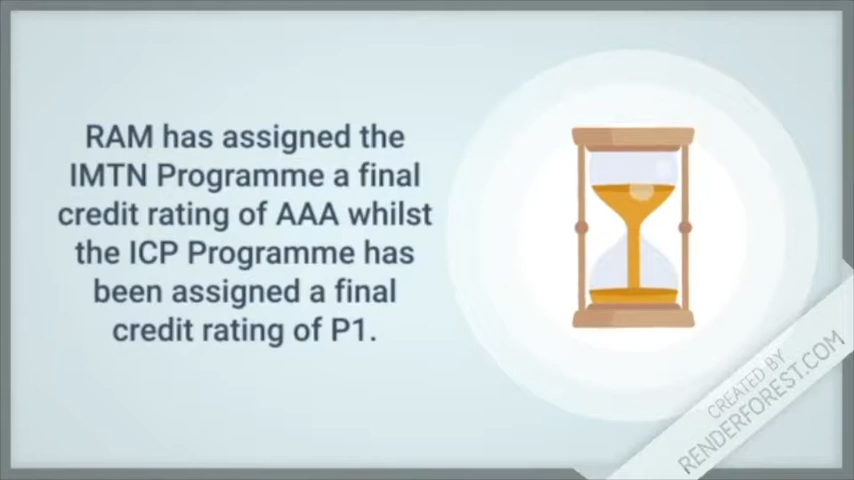 RAM has assigned the
IMTN Programme a final
credit rating of AAA whilst
the ICP Programme has
been assigned a final
credit rating of P1.
CREATED BY
RENDERFOREST.COM